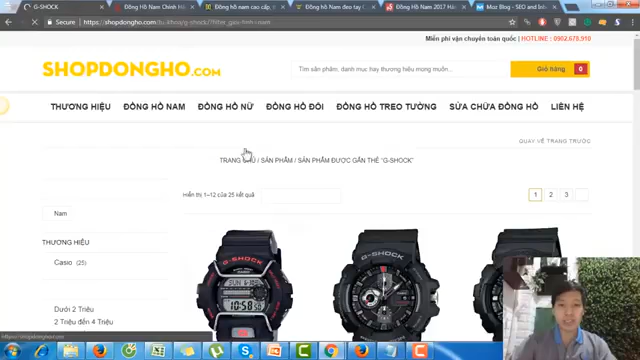 G-SHOCK
Đồng Hồ Nam Chính Hã
Đồng hồ nam cao cấp,
Đồng Hồ Nam đeo tay
Đồng Hồ Nam 2017 Hàn
Moz Blog - SEO and Inb
https://shopdongho.com
Miễn phí vận chuyển toàn quốc | HOTLINE : 0902.678.910
SHOPDONGHO.COM
Tìm sản phẩm, danh mục hay thương hiệu mong muốn...
Giỏ hàng 0
THƯƠNG HIỆU ĐỒNG HỒ NAM ĐỒNG HỒ NỮ ĐỒNG HỒ ĐÔI ĐỒNG HỒ TREO TƯỜNG SỬA CHỮA ĐỒNG HỒ LIÊN HỆ
QUAY VỀ TRANG TRƯỚC
TRANG CHỦ / SẢN PHẨM / SẢN PHẨM ĐƯỢC GẮN THẺ "G-SHOCK"
Hiển thị 1–12 của 25 kết quả
1 2 3
Nam
THƯƠNG HIỆU
Casio (25)
G-SHOCK
G-SHOCK
10:58
Dưới 2 Triệu
2 Triệu đến 4 Triệu